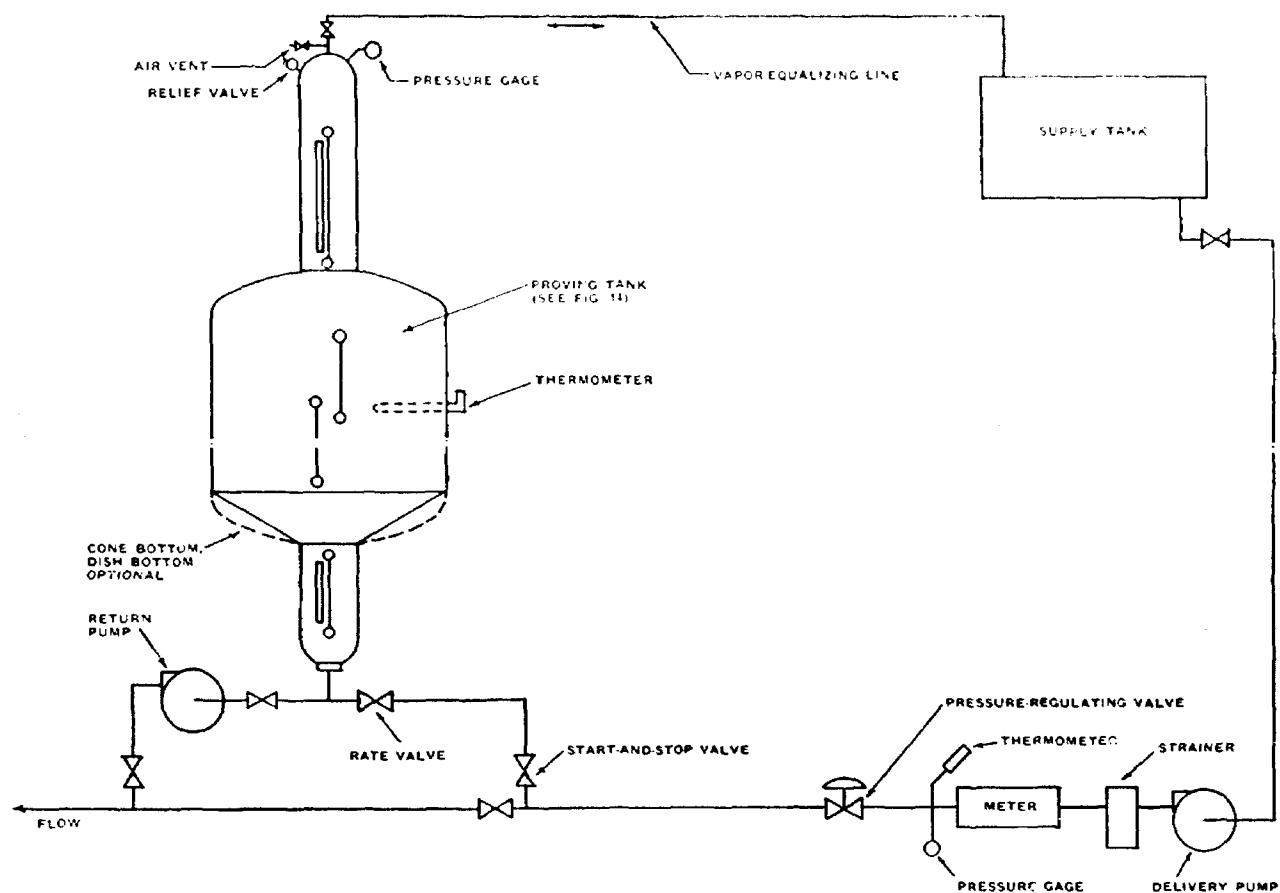 AIR VENT
RELIEF VALVE
PRESSURE GAGE
VAPOR EQUALIZING LINE
SUPPLY TANK
PROVING TANK
(SEE FIG. 14)
THERMOMETER
CONE BOTTOM,
DISH BOTTOM
OPTIONAL
RETURN
PUMP
RATE VALVE
START-AND-STOP VALVE
PRESSURE-REGULATING VALVE
THERMOMETER
STRAINER
METER
FLOW
PRESSURE GAGE
DELIVERY PUMP